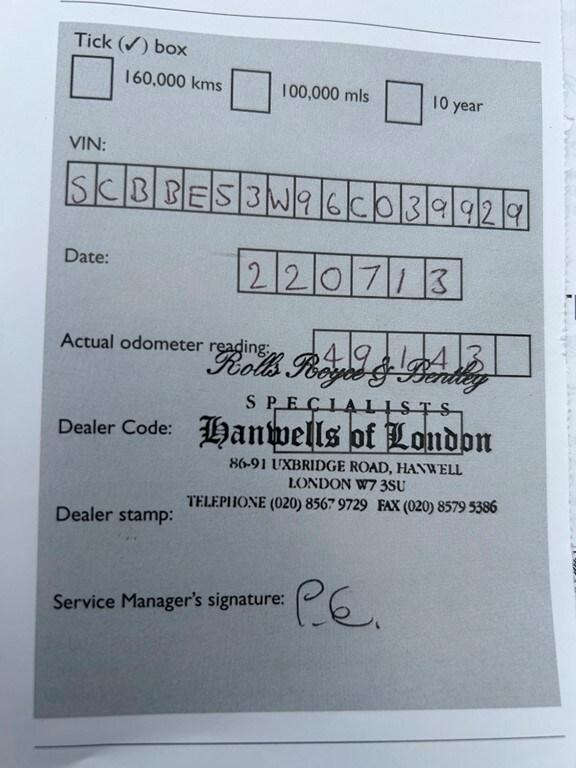 Tick (✓) box
160,000 kms 100,000 mls 10 year
VIN:
SCBBE53W96C039929
Date:
220713
Actual odometer reading: 49143
Rolls Royce & Bentley
SPECIALISTS
Dealer Code:
Hanwells of London
86-91 UXBRIDGE ROAD, HANWELL
LONDON W7 3SU
TELEPHONE (020) 8567 9729 FAX (020) 8579 5386
Dealer stamp:
Service Manager's signature: P.G.